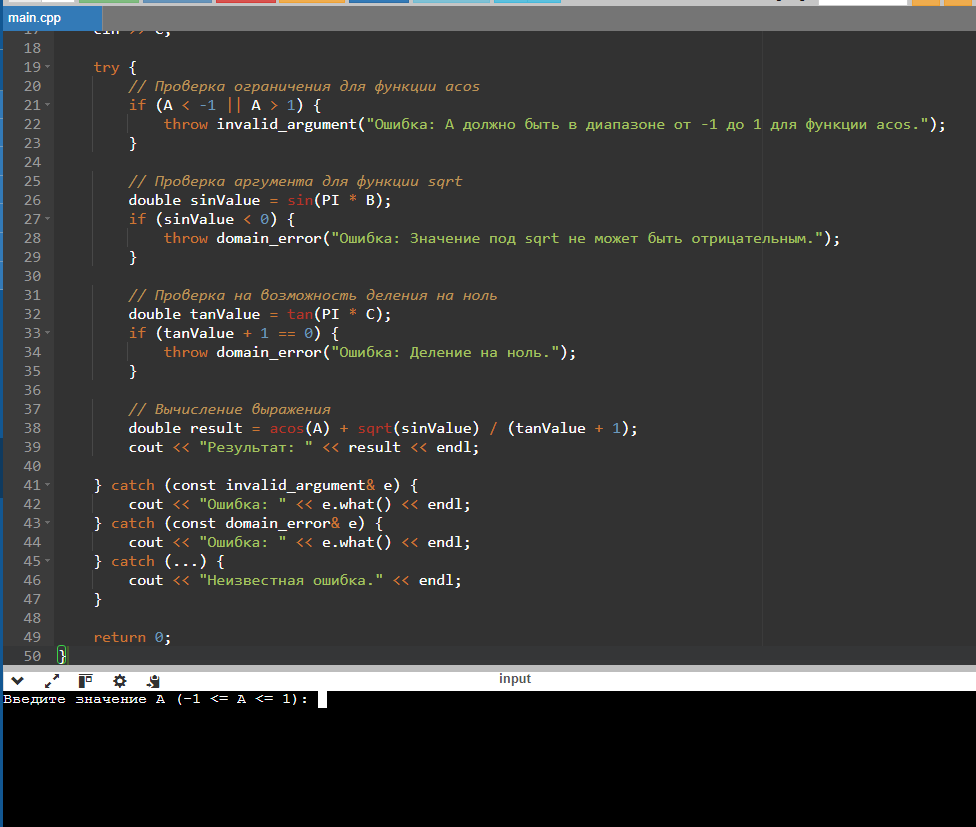 main.cpp
17 cin >> C;
18
19 try {
20 // Проверка ограничения для функции acos
21 if (A < -1 || A > 1) {
22 throw invalid_argument("Ошибка: A должно быть в диапазоне от -1 до 1 для функции acos.");
23 }
24
25 // Проверка аргумента для функции sqrt
26 double sinValue = sin(PI * B);
27 if (sinValue < 0) {
28 throw domain_error("Ошибка: Значение под sqrt не может быть отрицательным.");
29 }
30
31 // Проверка на возможность деления на ноль
32 double tanValue = tan(PI * C);
33 if (tanValue + 1 == 0) {
34 throw domain_error("Ошибка: Деление на ноль.");
35 }
36
37 // Вычисление выражения
38 double result = acos(A) + sqrt(sinValue) / (tanValue + 1);
39 cout << "Результат: " << result << endl;
40
41 } catch (const invalid_argument& e) {
42 cout << "Ошибка: " << e.what() << endl;
43 } catch (const domain_error& e) {
44 cout << "Ошибка: " << e.what() << endl;
45 } catch (...) {
46 cout << "Неизвестная ошибка." << endl;
47 }
48
49 return 0;
50 }
input
Введите значение A (-1 <= A <= 1):